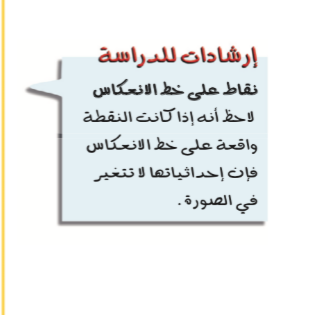 إرشادات للدراسة
نقاط على خط الانعكاس
لاحظ أنه إذا كانت النقطة
واقعة على خط الانعكاس
فإن إحداثياتها لا تتغير
في الصورة .